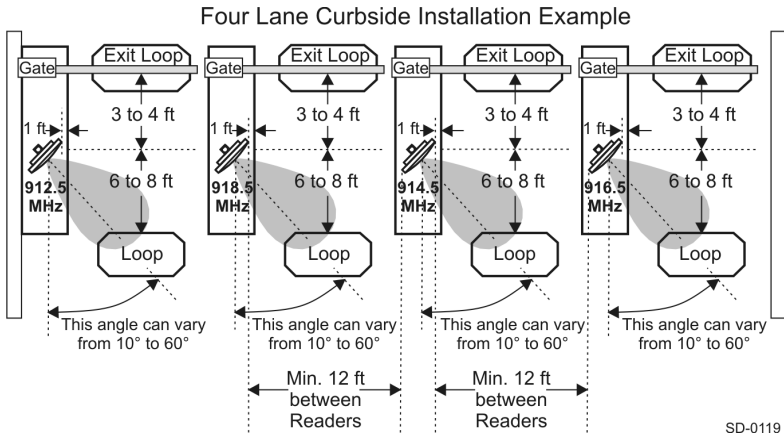 Four Lane Curbside Installation Example
Gate
Exit Loop
Gate
Exit Loop
Gate
Exit Loop
Gate
Exit Loop
3 to 4 ft
3 to 4 ft
3 to 4 ft
3 to 4 ft
1 ft
1 ft
1 ft
1 ft
912.5
MHz
6 to 8 ft
918.5
MHz
6 to 8 ft
914.5
MHz
6 to 8 ft
916.5
MHz
6 to 8 ft
Loop
Loop
Loop
Loop
This angle can vary
from 10° to 60°
This angle can vary
from 10° to 60°
This angle can vary
from 10° to 60°
This angle can vary
from 10° to 60°
Min. 12 ft
between
Readers
Min. 12 ft
between
Readers
SD-0119